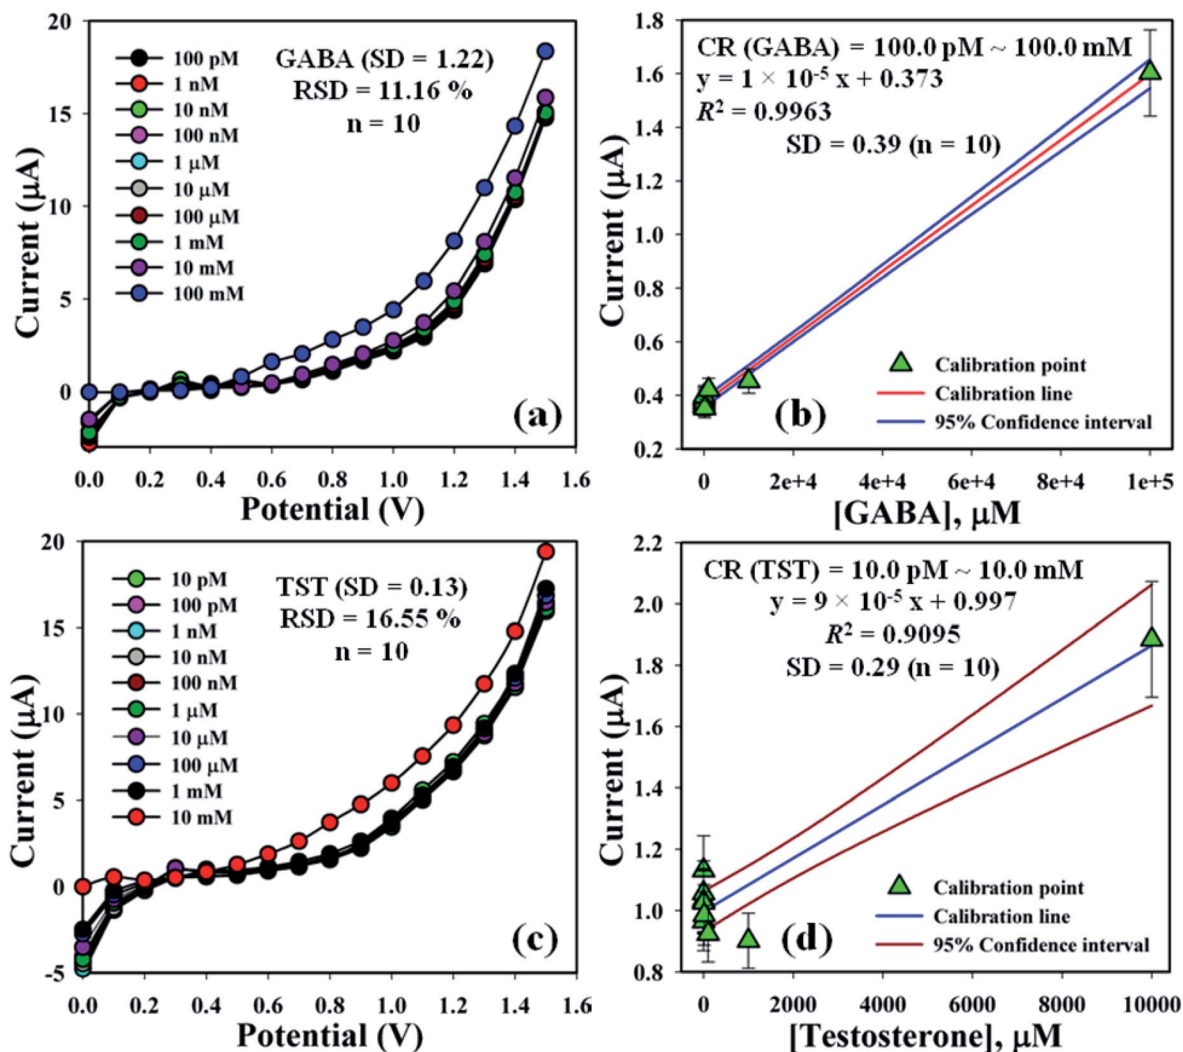 20
15
10
5
0
Current (μA)
100 pM
1 nM
10 nM
100 nM
1 μM
10 μM
100 μM
1 mM
10 mM
100 mM
GABA (SD = 1.22)
RSD = 11.16 %
n = 10
(a)
0.0 0.2 0.4 0.6 0.8 1.0 1.2 1.4 1.6
Potential (V)
1.8
1.6
1.4
1.2
1.0
0.8
0.6
0.4
0.2
Current (μA)
CR (GABA) = 100.0 pM ~ 100.0 mM
y = 1 × 10⁻⁵ x + 0.373
R² = 0.9963
SD = 0.39 (n = 10)
Calibration point
Calibration line
95% Confidence interval
(b)
0 2e+4 4e+4 6e+4 8e+4 1e+5
[GABA], μM
20
15
10
5
0
-5
Current (μA)
10 pM
100 pM
1 nM
10 nM
100 nM
1 μM
10 μM
100 μM
1 mM
10 mM
TST (SD = 0.13)
RSD = 16.55 %
n = 10
(c)
0.0 0.2 0.4 0.6 0.8 1.0 1.2 1.4 1.6
Potential (V)
2.2
2.0
1.8
1.6
1.4
1.2
1.0
0.8
Current (μA)
CR (TST) = 10.0 pM ~ 10.0 mM
y = 9 × 10⁻⁵ x + 0.997
R² = 0.9095
SD = 0.29 (n = 10)
Calibration point
Calibration line
95% Confidence interval
(d)
0 2000 4000 6000 8000 10000
[Testosterone], μM